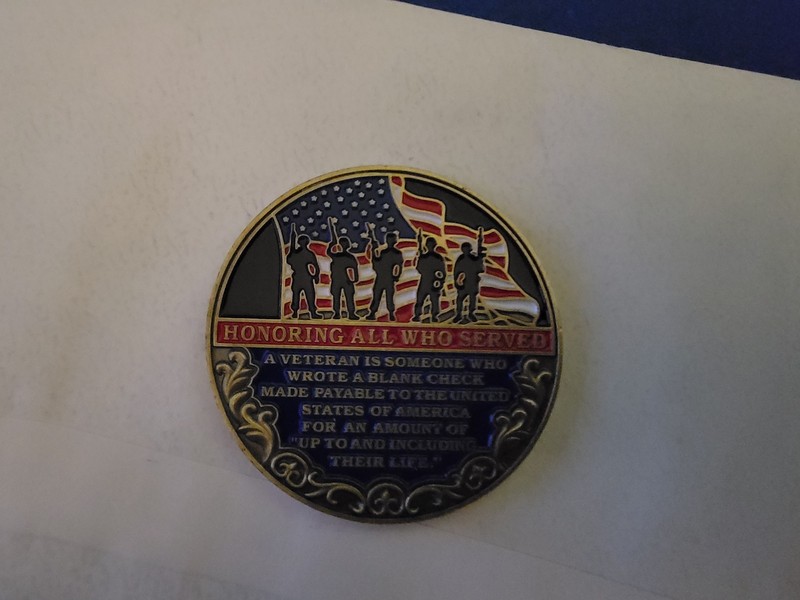 HONORING ALL WHO SERVED
A VETERAN IS SOMEONE WHO
WROTE A BLANK CHECK
MADE PAYABLE TO THE UNITED
STATES OF AMERICA
FOR AN AMOUNT OF
"UP TO AND INCLUDING
THEIR LIFE."